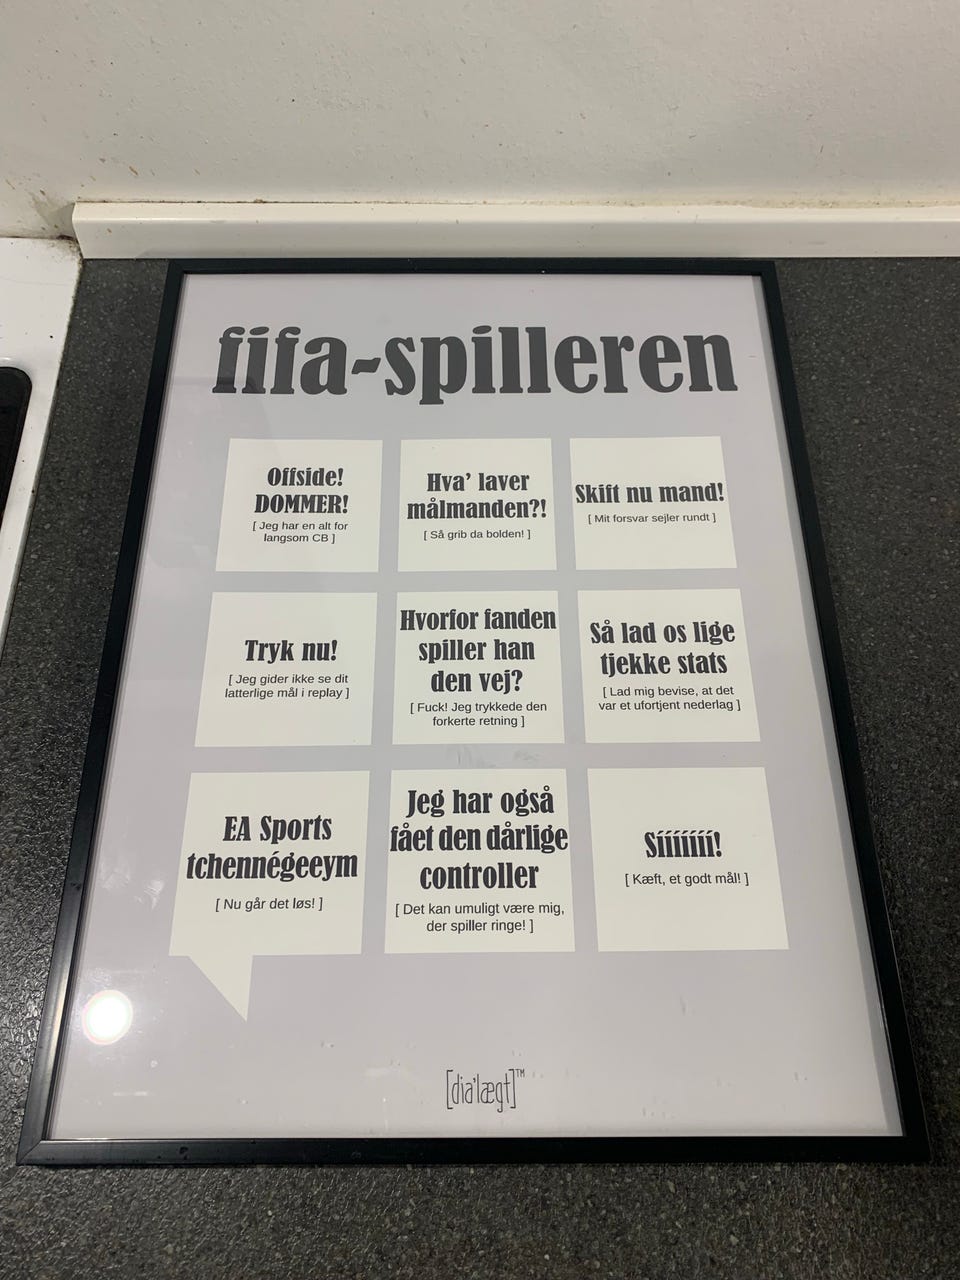 fifa-spilleren
Offside!
DOMMER!
[ Jeg har en alt for
langsom CB ]
Hva’ laver
målmanden?!
[ Så grib da bolden! ]
Skift nu mand!
[ Mit forsvar sejler rundt ]
Tryk nu!
[ Jeg gider ikke se dit
latterlige mål i replay ]
Hvorfor fanden
spiller han
den vej?
[ Fuck! Jeg trykkede den
forkerte retning ]
Så lad os lige
tjekke stats
[ Lad mig bevise, at det
var et ufortjent nederlag ]
EA Sports
tchennégeeym
[ Nu går det løs! ]
Jeg har også
fået den dårlige
controller
[ Det kan umuligt være mig,
der spiller ringe! ]
Sííííííí!
[ Kæft, et godt mål! ]
[dia'lægt]™